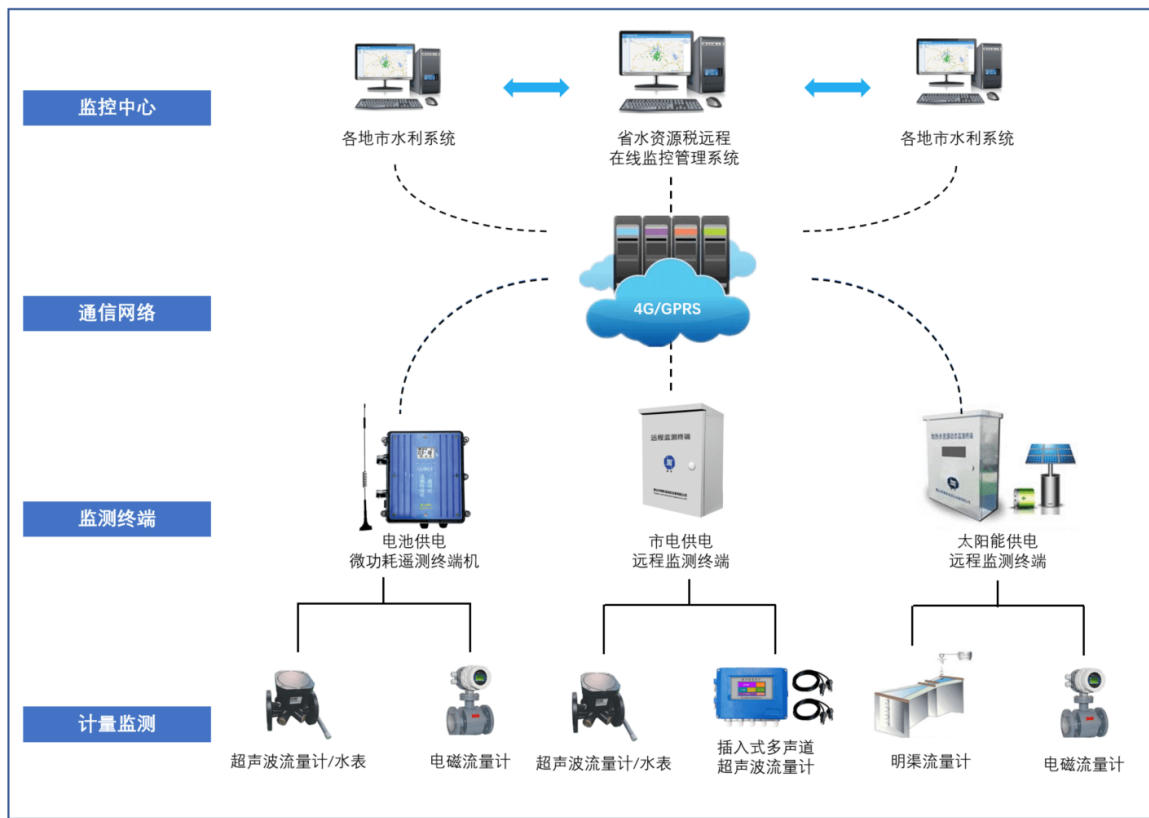 监控中心
各地市水利系统
省水资源税远程
在线监控管理系统
各地市水利系统
通信网络
4G/GPRS
监测终端
远程监测终端
电池供电
微功耗遥测终端机
市电供电
远程监测终端
太阳能供电
远程监测终端
计量监测
超声波流量计/水表
电磁流量计
超声波流量计/水表
插入式多声道
超声波流量计
明渠流量计
电磁流量计